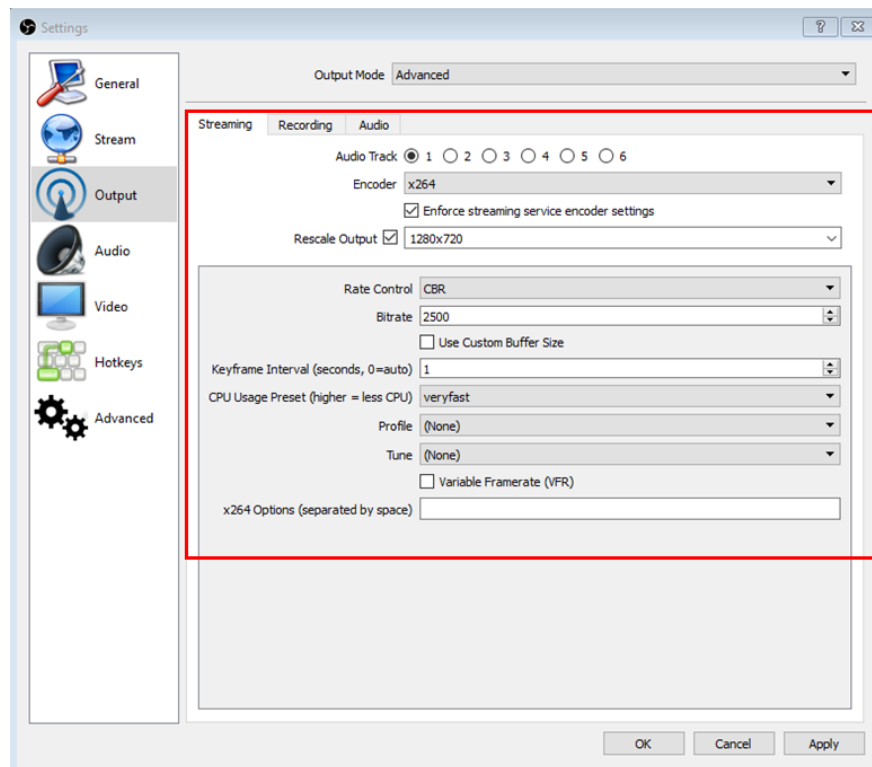 Settings
General
Stream
Output
Audio
Video
Hotkeys
Advanced
Output Mode Advanced
Streaming Recording Audio
Audio Track 1 2 3 4 5 6
Encoder x264
Enforce streaming service encoder settings
Rescale Output 1280x720
Rate Control CBR
Bitrate 2500
Use Custom Buffer Size
Keyframe Interval (seconds, 0=auto) 1
CPU Usage Preset (higher = less CPU) veryfast
Profile (None)
Tune (None)
Variable Framerate (VFR)
x264 Options (separated by space)
OK Cancel Apply